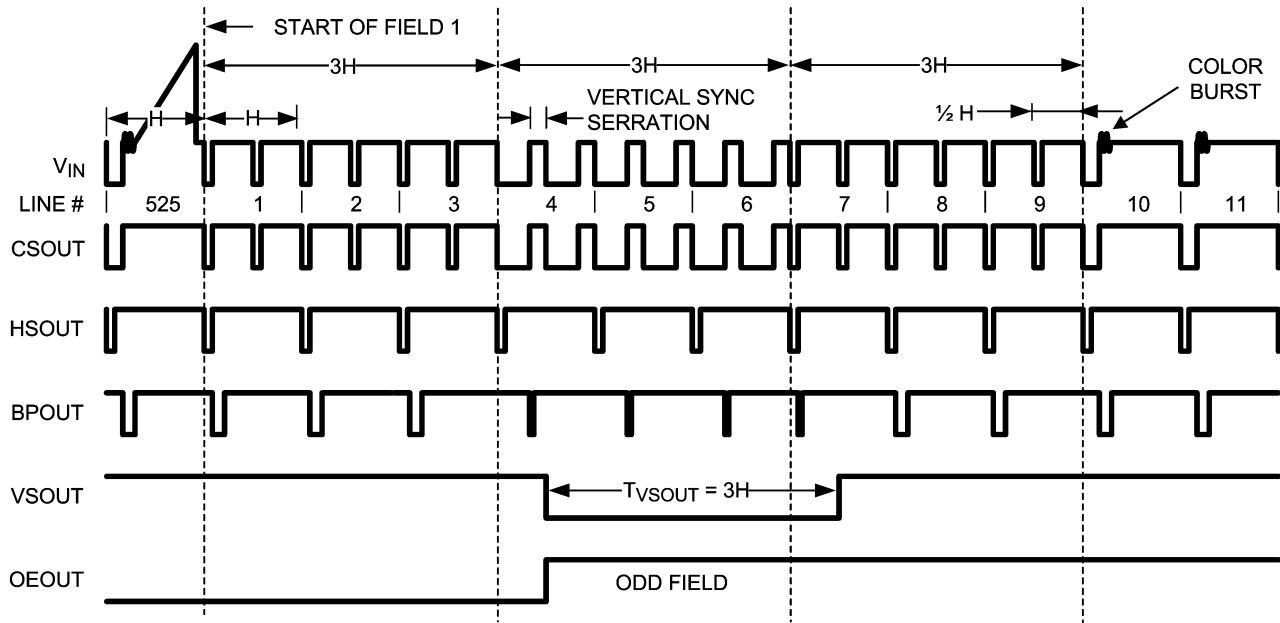 START OF FIELD 1
3H 3H 3H
COLOR
BURST
H H
VERTICAL SYNC
SERRATION
½ H
VIN
LINE # 525 1 2 3 4 5 6 7 8 9 10 11
CSOUT
HSOUT
BPOUT
VSOUT
TVSOUT = 3H
OEOUT
ODD FIELD